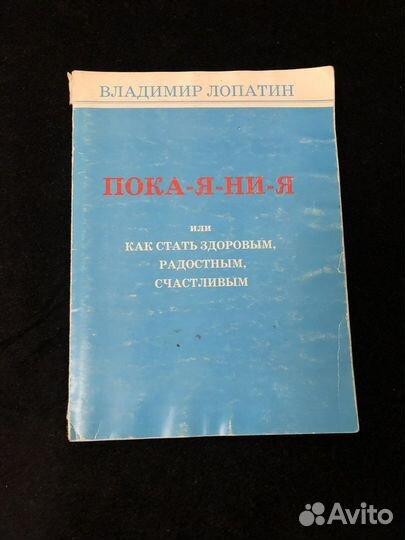 ВЛАДИМИР ЛОПАТИН
ПОКА-Я-НИ-Я
или
КАК СТАТЬ ЗДОРОВЫМ,
РАДОСТНЫМ,
СЧАСТЛИВЫМ
Avito